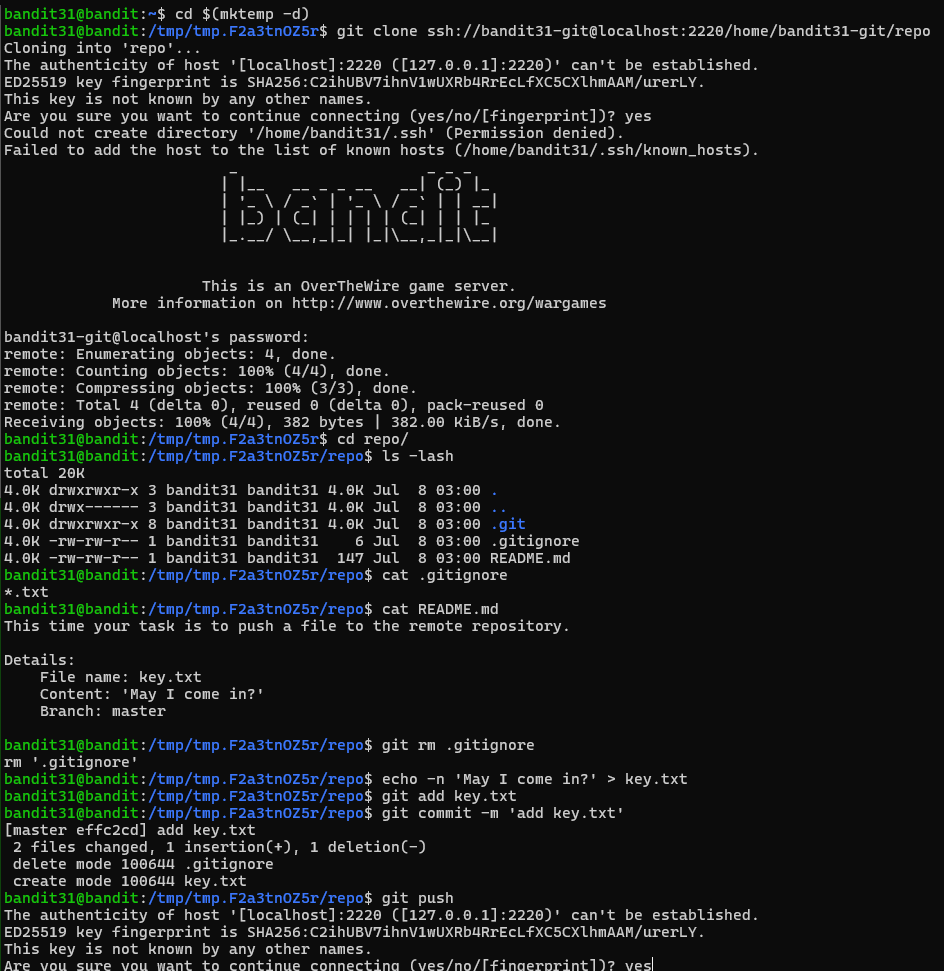 bandit31@bandit:~$ cd $(mktemp -d)
bandit31@bandit:/tmp/tmp.F2a3tnOZ5r$ git clone ssh://bandit31-git@localhost:2220/home/bandit31-git/repo
Cloning into 'repo'...
The authenticity of host '[localhost]:2220 ([127.0.0.1]:2220)' can't be established.
ED25519 key fingerprint is SHA256:C2ihUBV7ihnV1wUXRb4RrEcLfXC5CXlhmAAM/urerLY.
This key is not known by any other names.
Are you sure you want to continue connecting (yes/no/[fingerprint])? yes
Could not create directory '/home/bandit31/.ssh' (Permission denied).
Failed to add the host to the list of known hosts (/home/bandit31/.ssh/known_hosts).
bandit
This is an OverTheWire game server.
More information on http://www.overthewire.org/wargames
bandit31-git@localhost's password:
remote: Enumerating objects: 4, done.
remote: Counting objects: 100% (4/4), done.
remote: Compressing objects: 100% (3/3), done.
remote: Total 4 (delta 0), reused 0 (delta 0), pack-reused 0
Receiving objects: 100% (4/4), 382 bytes | 382.00 KiB/s, done.
bandit31@bandit:/tmp/tmp.F2a3tnOZ5r$ cd repo/
bandit31@bandit:/tmp/tmp.F2a3tnOZ5r/repo$ ls -lash
total 20K
4.0K drwxrwxr-x 3 bandit31 bandit31 4.0K Jul  8 03:00 .
4.0K drwx------ 3 bandit31 bandit31 4.0K Jul  8 03:00 ..
4.0K drwxrwxr-x 8 bandit31 bandit31 4.0K Jul  8 03:00 .git
4.0K -rw-rw-r-- 1 bandit31 bandit31    6 Jul  8 03:00 .gitignore
4.0K -rw-rw-r-- 1 bandit31 bandit31  147 Jul  8 03:00 README.md
bandit31@bandit:/tmp/tmp.F2a3tnOZ5r/repo$ cat .gitignore
*.txt
bandit31@bandit:/tmp/tmp.F2a3tnOZ5r/repo$ cat README.md
This time your task is to push a file to the remote repository.
Details:
    File name: key.txt
    Content: 'May I come in?'
    Branch: master
bandit31@bandit:/tmp/tmp.F2a3tnOZ5r/repo$ git rm .gitignore
rm '.gitignore'
bandit31@bandit:/tmp/tmp.F2a3tnOZ5r/repo$ echo -n 'May I come in?' > key.txt
bandit31@bandit:/tmp/tmp.F2a3tnOZ5r/repo$ git add key.txt
bandit31@bandit:/tmp/tmp.F2a3tnOZ5r/repo$ git commit -m 'add key.txt'
[master effc2cd] add key.txt
 2 files changed, 1 insertion(+), 1 deletion(-)
 delete mode 100644 .gitignore
 create mode 100644 key.txt
bandit31@bandit:/tmp/tmp.F2a3tnOZ5r/repo$ git push
The authenticity of host '[localhost]:2220 ([127.0.0.1]:2220)' can't be established.
ED25519 key fingerprint is SHA256:C2ihUBV7ihnV1wUXRb4RrEcLfXC5CXlhmAAM/urerLY.
This key is not known by any other names.
Are you sure you want to continue connecting (yes/no/[fingerprint])? yes